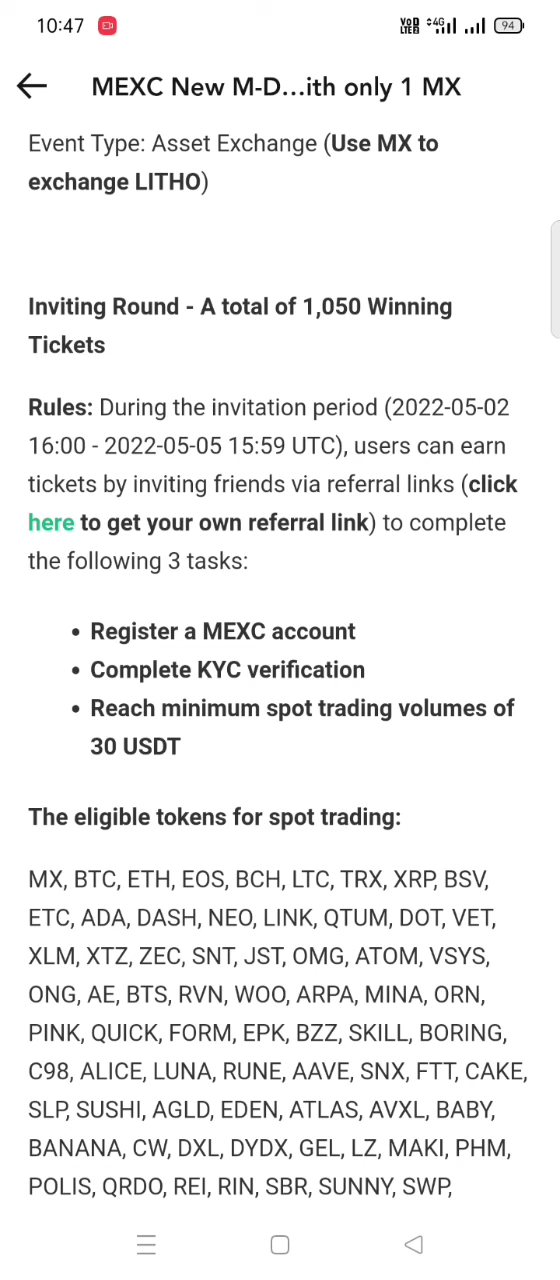 10:47
VoD LTE2 4G 94
MEXC New M-D...ith only 1 MX
Event Type: Asset Exchange (Use MX to
exchange LITHO)
Inviting Round - A total of 1,050 Winning
Tickets
Rules: During the invitation period (2022-05-02
16:00 - 2022-05-05 15:59 UTC), users can earn
tickets by inviting friends via referral links (click
here to get your own referral link) to complete
the following 3 tasks:
• Register a MEXC account
• Complete KYC verification
• Reach minimum spot trading volumes of
30 USDT
The eligible tokens for spot trading:
MX, BTC, ETH, EOS, BCH, LTC, TRX, XRP, BSV,
ETC, ADA, DASH, NEO, LINK, QTUM, DOT, VET,
XLM, XTZ, ZEC, SNT, JST, OMG, ATOM, VSYS,
ONG, AE, BTS, RVN, WOO, ARPA, MINA, ORN,
PINK, QUICK, FORM, EPK, BZZ, SKILL, BORING,
C98, ALICE, LUNA, RUNE, AAVE, SNX, FTT, CAKE,
SLP, SUSHI, AGLD, EDEN, ATLAS, AVXL, BABY,
BANANA, CW, DXL, DYDX, GEL, LZ, MAKI, PHM,
POLIS, QRDO, REI, RIN, SBR, SUNNY, SWP,